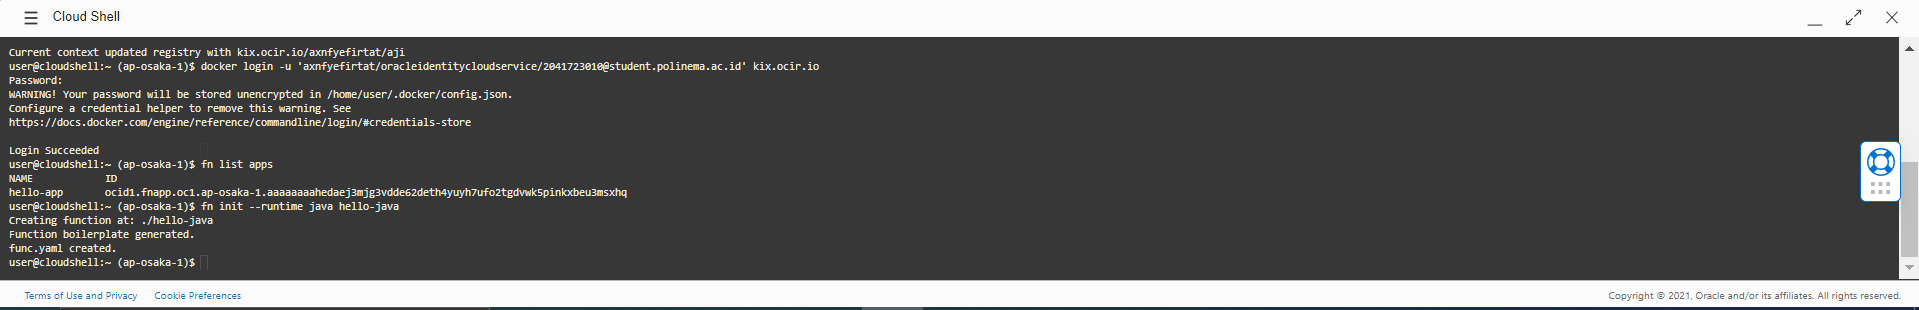 Cloud Shell
Current context updated registry with kix.ocir.io/axnfyefirtat/aji
user@cloudshell:~ (ap-osaka-1)$ docker login -u 'axnfyefirtat/oracleidentitycloudservice/2041723010@student.polinema.ac.id' kix.ocir.io
Password:
WARNING! Your password will be stored unencrypted in /home/user/.docker/config.json.
Configure a credential helper to remove this warning. See
https://docs.docker.com/engine/reference/commandline/login/#credentials-store
Login Succeeded
user@cloudshell:~ (ap-osaka-1)$ fn list apps
NAME ID
hello-app ocid1.fnapp.oc1.ap-osaka-1.aaaaaaaahedaej3mjg3vdde62deth4yuyh7ufo2tgdvwk5pinkxbeu3msxhq
user@cloudshell:~ (ap-osaka-1)$ fn init --runtime java hello-java
Creating function at: ./hello-java
Function boilerplate generated.
func.yaml created.
user@cloudshell:~ (ap-osaka-1)$
Terms of Use and Privacy Cookie Preferences Copyright © 2021, Oracle and/or its affiliates. All rights reserved.